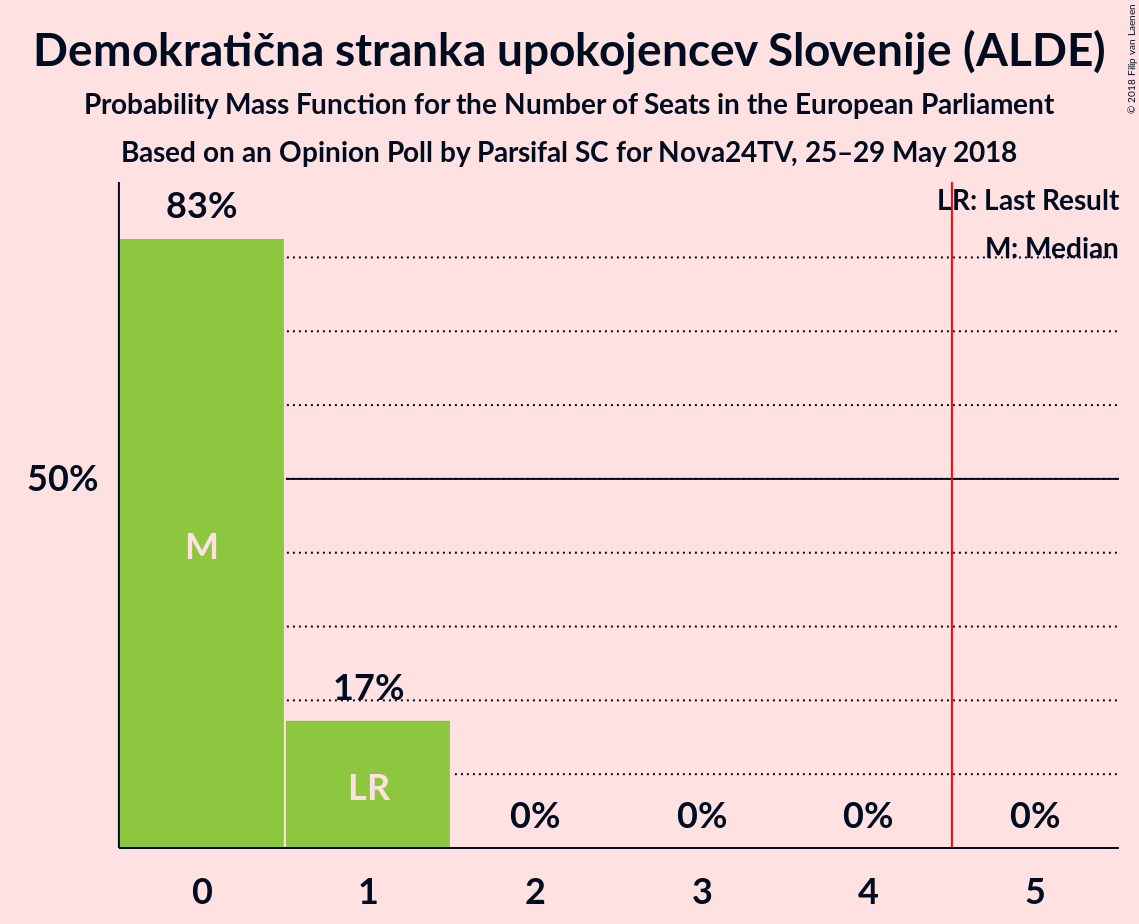 Demokratična stranka upokojencev Slovenije (ALDE)
Probability Mass Function for the Number of Seats in the European Parliament
Based on an Opinion Poll by Parsifal SC for Nova24TV, 25–29 May 2018
© 2018 Filip van Laenen
LR: Last Result
M: Median
83%
50%
M
17%
LR
0% 0% 0% 0%
0 1 2 3 4 5